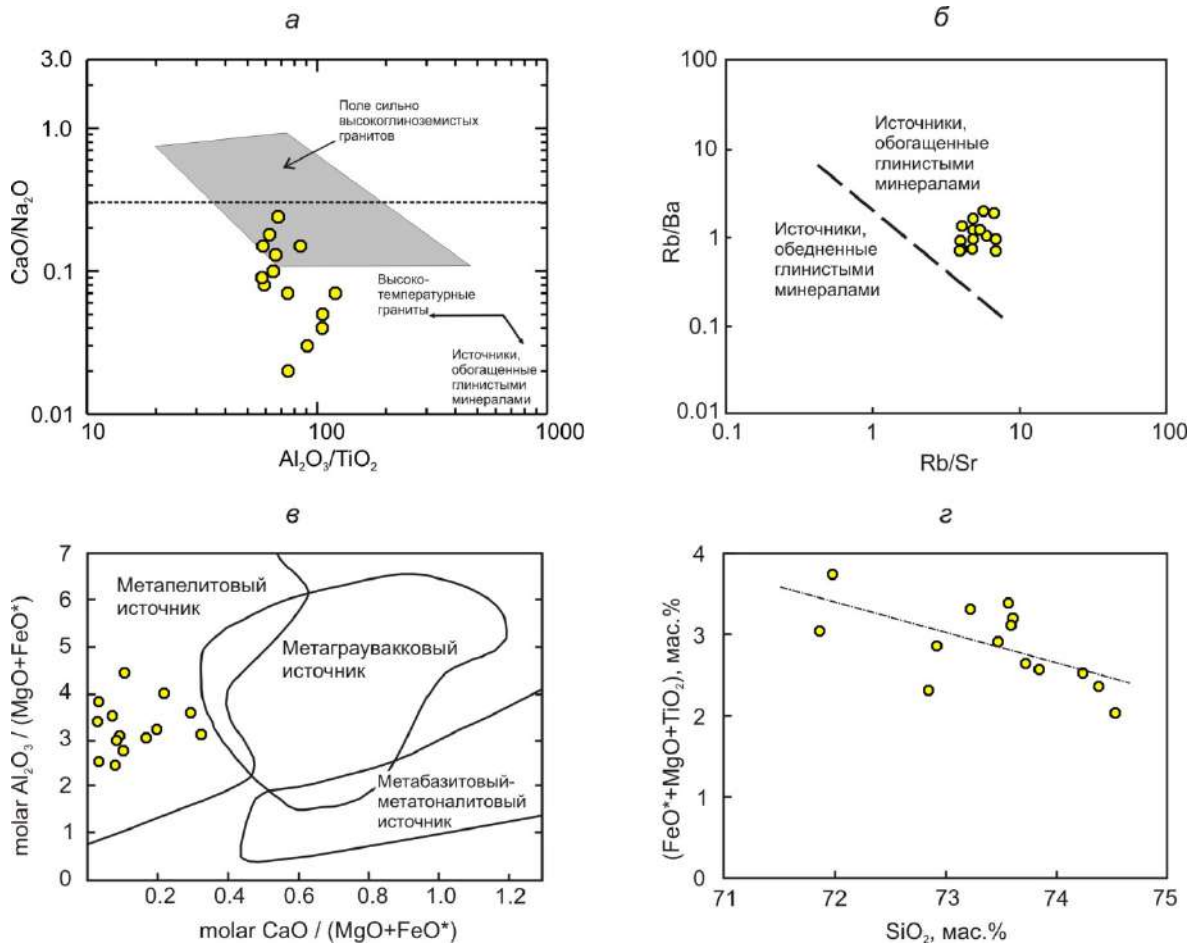 а
3.0
1.0
0.1
0.01
CaO/Na₂O
Поле сильно
высокоглиноземистых
гранитов
Высоко-
температурные
граниты
Источники,
обогащенные
глинистыми
минералами
10
100
1000
Al₂O₃/TiO₂
б
100
10
1
0.1
0.01
Rb/Ba
Источники,
обогащенные
глинистыми
минералами
Источники,
обедненные
глинистыми
минералами
0.1
1
10
100
Rb/Sr
в
7
6
5
4
3
2
1
0
molar Al₂O₃ / (MgO+FeO*)
Метапелитовый
источник
Метаграувакковый
источник
Метабазитовый-
метатоналитовый
источник
0.2
0.4
0.6
0.8
1.0
1.2
molar CaO / (MgO+FeO*)
г
4
3
2
1
0
(FeO*+MgO+TiO₂), мас.%
71
72
73
74
75
SiO₂, мас.%